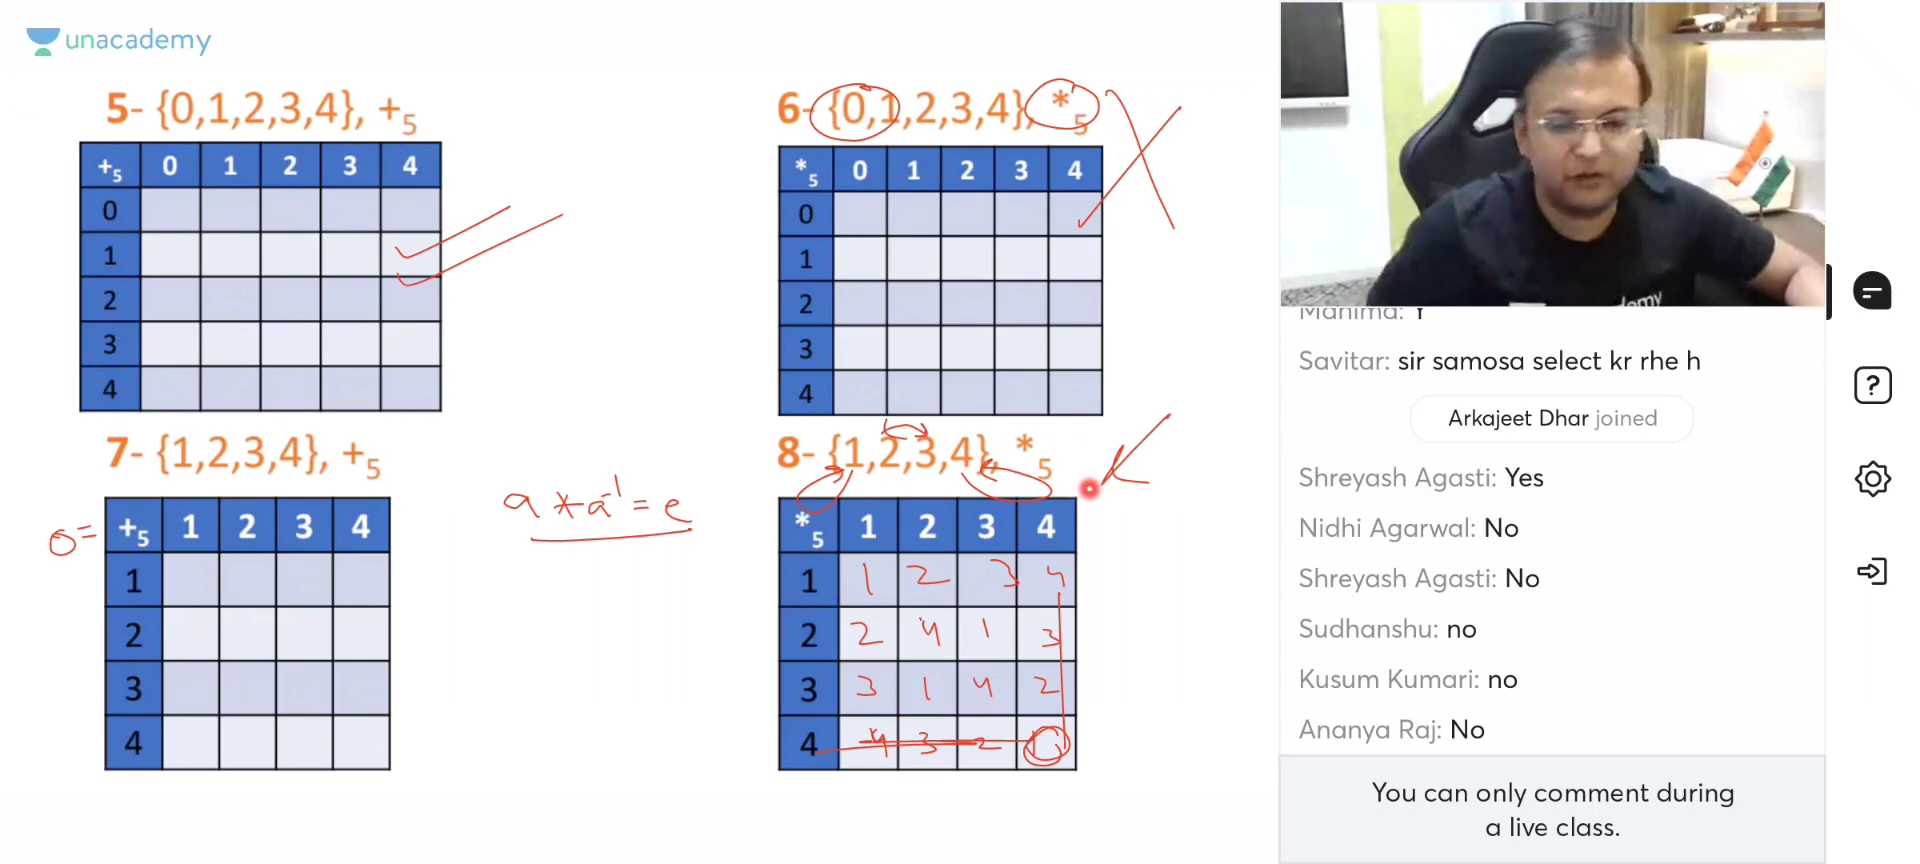 unacademy
5- {0,1,2,3,4}, +5
+5 0 1 2 3 4
0
1
2
3
4
6- {0,1,2,3,4}, *5
*5 0 1 2 3 4
0
1
2
3
4
7- {1,2,3,4}, +5
0=
+5 1 2 3 4
1
2
3
4
a * a⁻¹ = e
8- {1,2,3,4}, *5
*5 1 2 3 4
1 1 2 3 4
2 2 4 1 3
3 3 1 4 2
4 4 3 2 1
Mahima: Y
Savitar: sir samosa select kr rhe h
Arkajeet Dhar joined
Shreyash Agasti: Yes
Nidhi Agarwal: No
Shreyash Agasti: No
Sudhanshu: no
Kusum Kumari: no
Ananya Raj: No
You can only comment during
a live class.